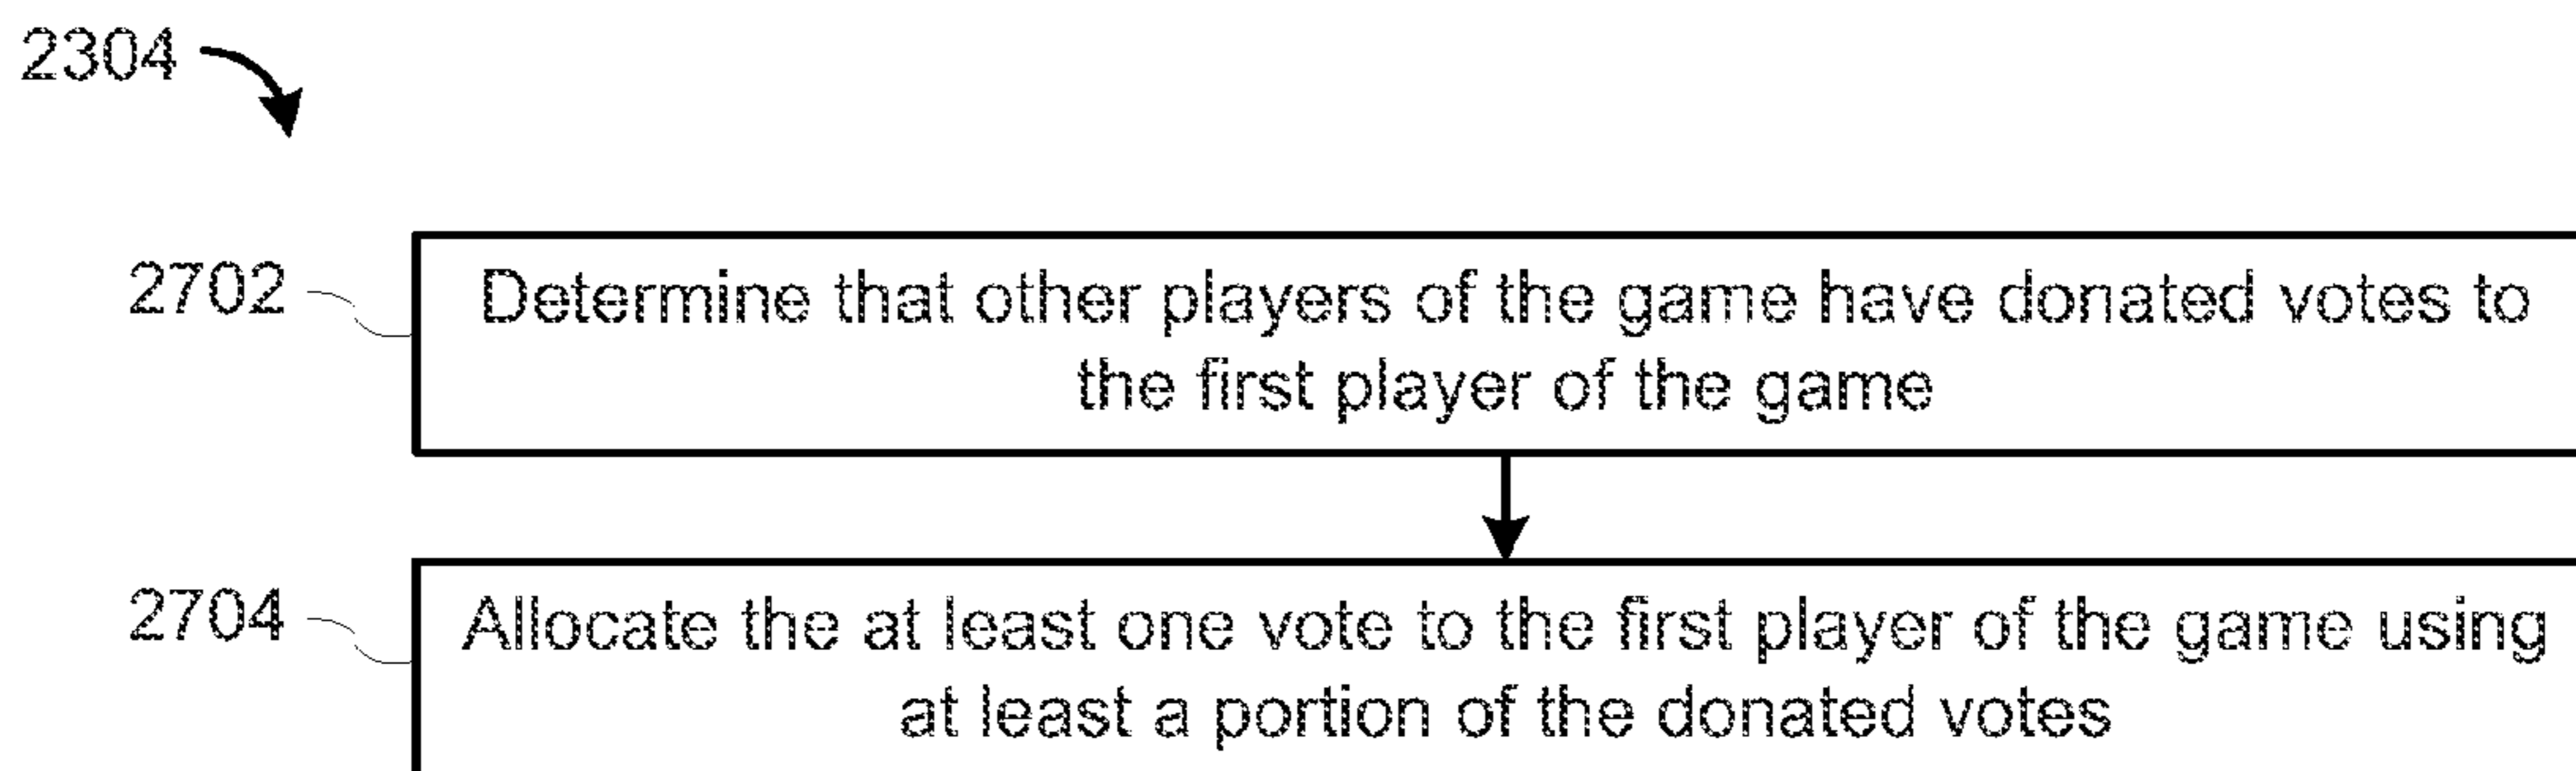 2304
2702
Determine that other players of the game have donated votes to
the first player of the game
2704
Allocate the at least one vote to the first player of the game using
at least a portion of the donated votes